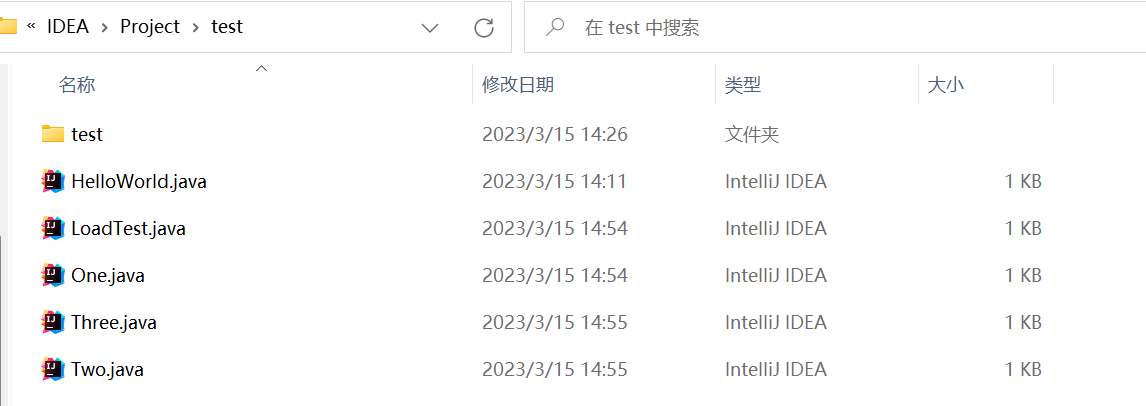 « IDEA › Project › test 在 test 中搜索
名称 修改日期 类型 大小
test 2023/3/15 14:26 文件夹
HelloWorld.java 2023/3/15 14:11 IntelliJ IDEA 1 KB
LoadTest.java 2023/3/15 14:54 IntelliJ IDEA 1 KB
One.java 2023/3/15 14:54 IntelliJ IDEA 1 KB
Three.java 2023/3/15 14:55 IntelliJ IDEA 1 KB
Two.java 2023/3/15 14:55 IntelliJ IDEA 1 KB